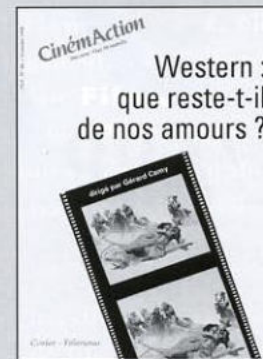 CinémAction
Western :
que reste-t-il
de nos amours ?
dirigé par Gérard Camy
Corlet - Télérama